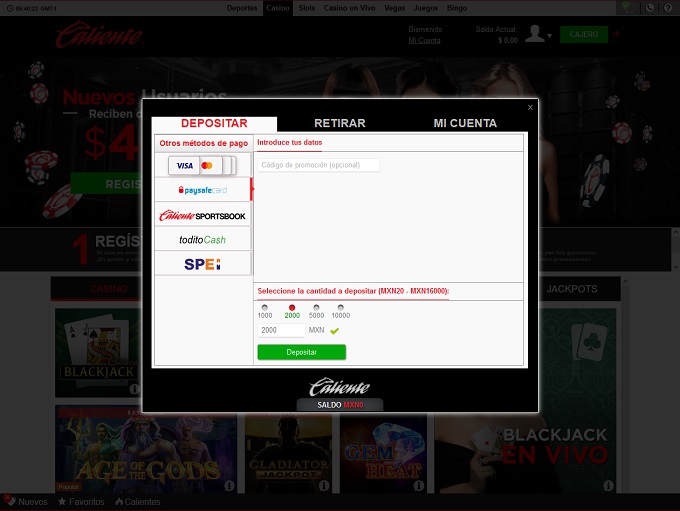 09:46:22 GMT-1
Deportes Casino Slots Casino en Vivo Vegas Juegos Bingo
Caliente
Bienvenido
Mi Cuenta
Saldo Actual:
$ 0,00
CAJERO
Nuevos Usuarios
Reciben d
$4
REGIS
x
DEPOSITAR RETIRAR MI CUENTA
Otros métodos de pago
VISA
paysafecard
Caliente SPORTSBOOK
toditoCash
SPEI
Introduce tus datos
Código de promoción (opcional)
Seleccione la cantidad a depositar (MXN20 - MXN16000):
1000 2000 5000 10000
2000 MXN
Depositar
Caliente
SALDO MXN0
1 REGÍST
CASINO
JACKPOTS
BLACKJACK
AGE OF THE GODS
Popular
GLADIATOR
JACKPOT
GEM
HEAT
BLACKJACK
EN VIVO
Nuevos Favoritos Calientes